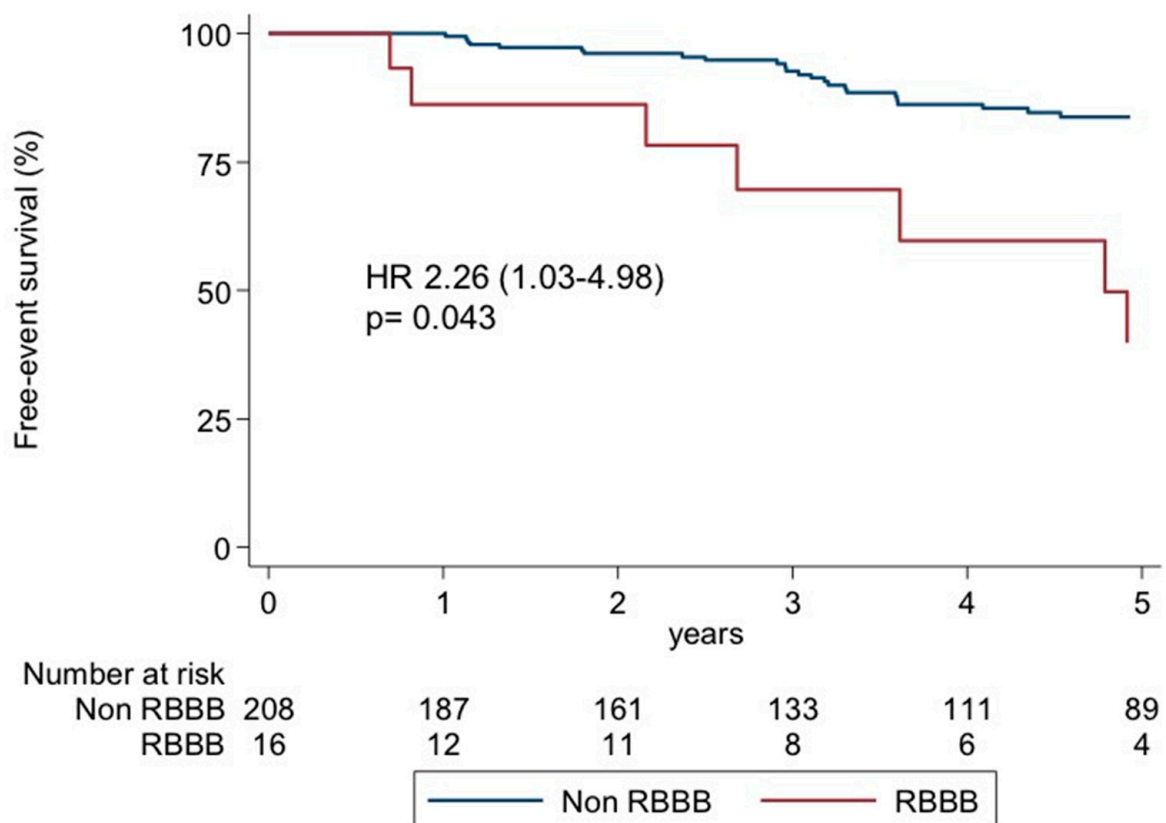 Free-event survival (%)
100
75
50
25
0
HR 2.26 (1.03-4.98)
p= 0.043
0 1 2 3 4 5
years
Number at risk
Non RBBB 208 187 161 133 111 89
RBBB 16 12 11 8 6 4
Non RBBB RBBB